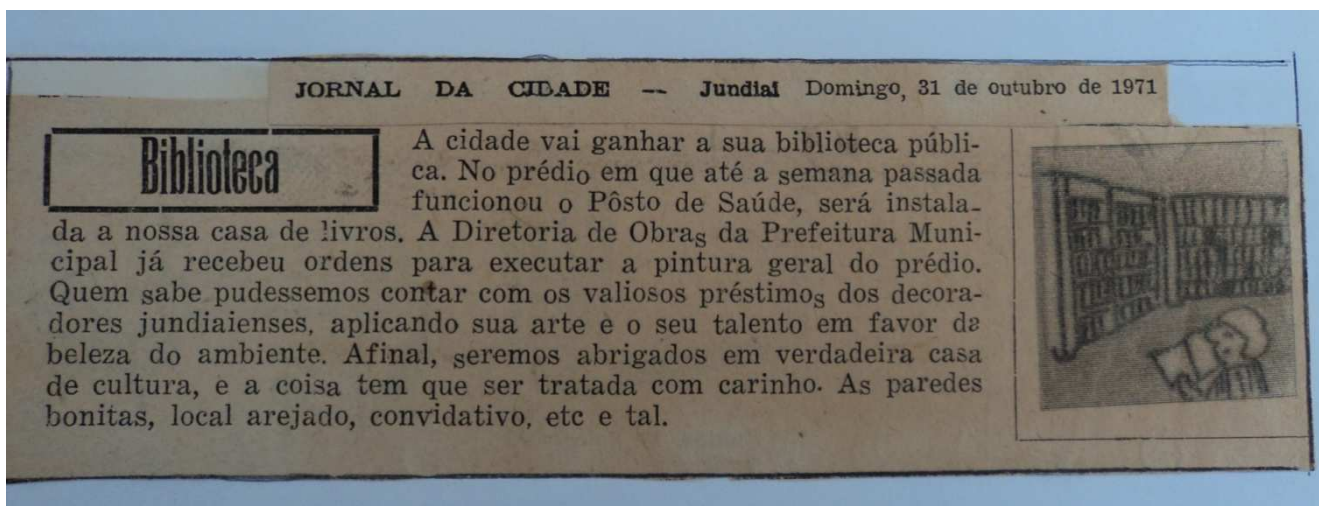 JORNAL DA CIDADE — Jundiaí Domingo, 31 de outubro de 1971
Biblioteca
A cidade vai ganhar a sua biblioteca públi-
ca. No prédio em que até a semana passada
funcionou o Pôsto de Saúde, será instala-
da a nossa casa de livros. A Diretoria de Obras da Prefeitura Muni-
cipal já recebeu ordens para executar a pintura geral do prédio.
Quem sabe pudessemos contar com os valiosos préstimos dos decora-
dores jundiaienses, aplicando sua arte e o seu talento em favor da
beleza do ambiente. Afinal, seremos abrigados em verdadeira casa
de cultura, e a coisa tem que ser tratada com carinho. As paredes
bonitas, local arejado, convidativo, etc e tal.